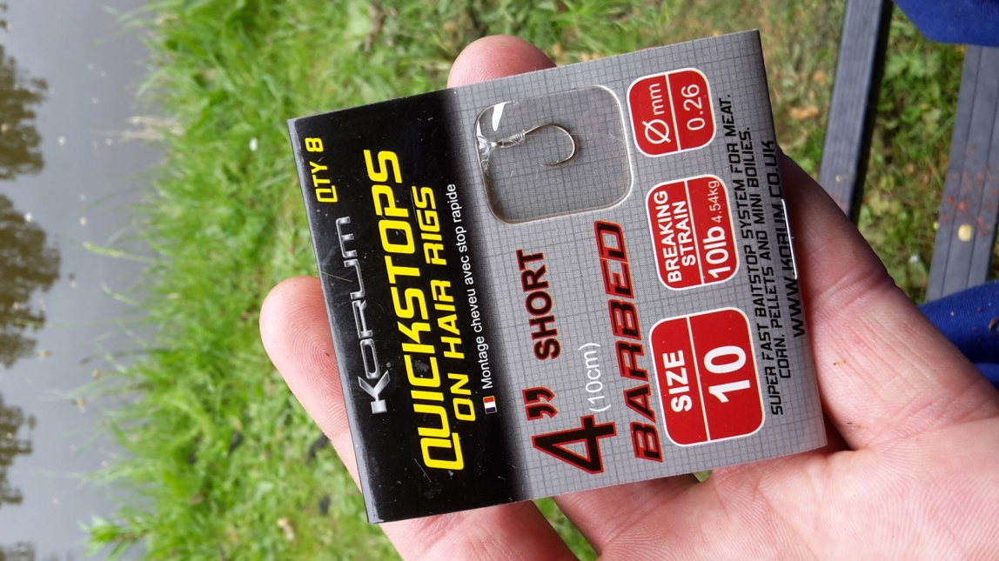 KORUM QTY 8
QUICKSTOPS
ON HAIR RIGS
Montage cheveu avec stop rapide
4" SHORT
(10cm)
BARBED
SIZE
10
BREAKING
STRAIN
10lb 4.54kg
Ø mm
0.26
SUPER FAST BAITSTOP SYSTEM FOR MEAT.
CORN. PELLETS AND MINI BOILIES.
WWW.KORUM.CO.UK